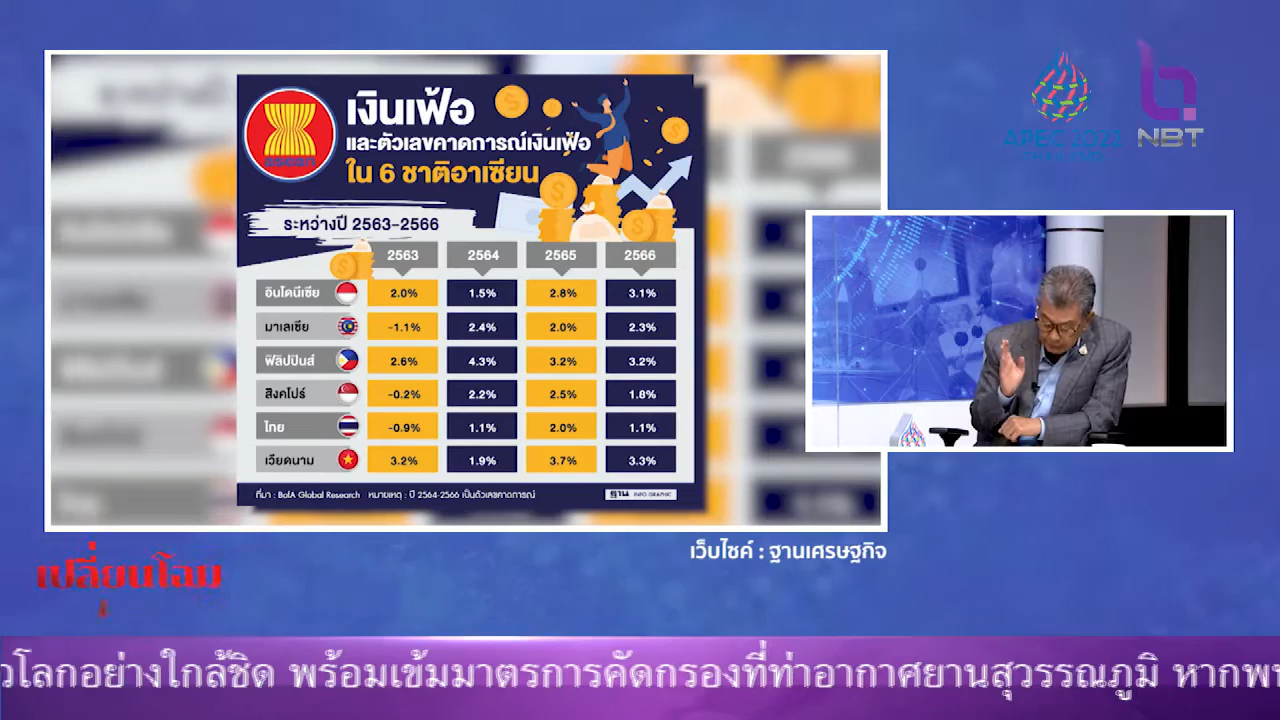 asean
เงินเฟ้อ
และตัวเลขคาดการณ์เงินเฟ้อ
ใน 6 ชาติอาเซียน
ระหว่างปี 2563-2566
2563 2564 2565 2566
อินโดนีเซีย 2.0% 1.5% 2.8% 3.1%
มาเลเซีย -1.1% 2.4% 2.0% 2.3%
ฟิลิปปินส์ 2.6% 4.3% 3.2% 3.2%
สิงคโปร์ -0.2% 2.2% 2.5% 1.8%
ไทย -0.9% 1.1% 2.0% 1.1%
เวียดนาม 3.2% 1.9% 3.7% 3.3%
ที่มา : BofA Global Research หมายเหตุ : ปี 2564-2566 เป็นตัวเลขคาดการณ์
ฐาน INFO GRAPHIC
APEC 2022
THAILAND
NBT
เว็บไซค์ : ฐานเศรษฐกิจ
เปลี่ยนโฉม
วโลกอย่างใกล้ชิด พร้อมเข้มมาตรการคัดกรองที่ท่าอากาศยานสุวรรณภูมิ หากพบ